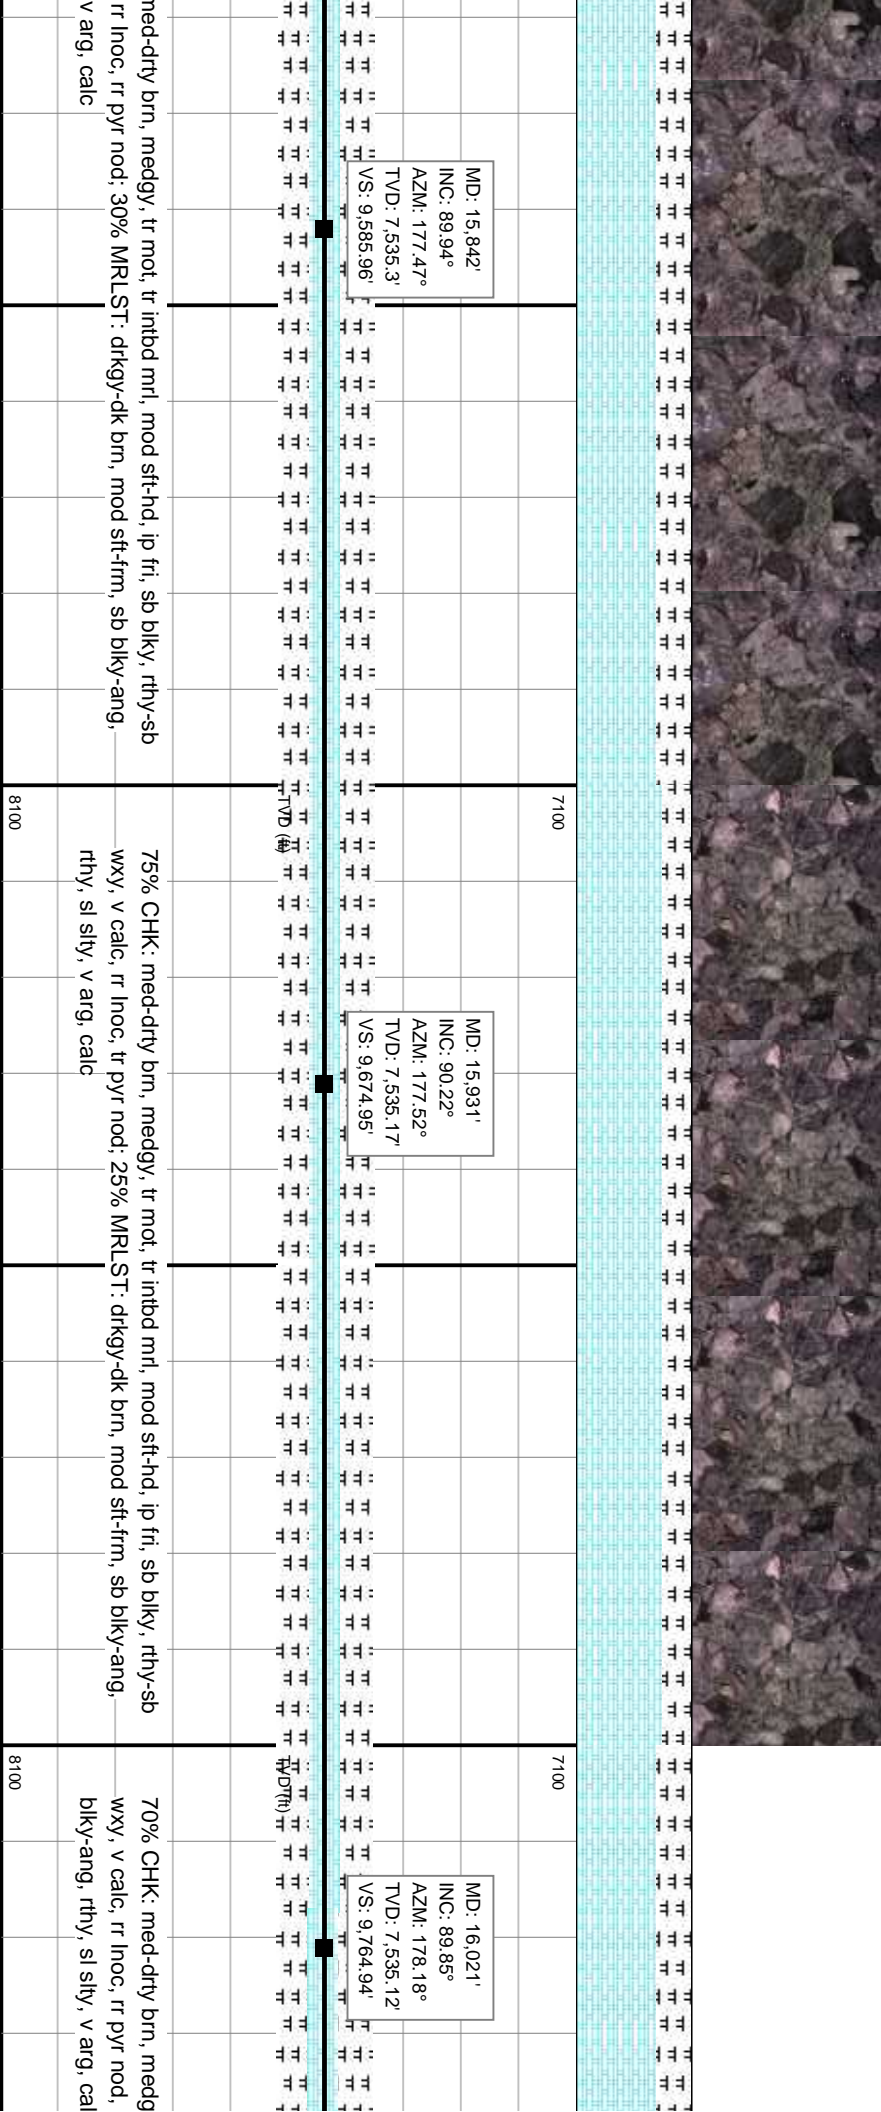 med-drty brn, medgy, tr mot, tr intbd mrl, mod sft-hd, ip fri, sb blky, rthy-sb
rr Inoc, rr pyr nod; 30% MRLST: drkgy-dk brn, mod sft-frm, sb blky-ang,
v arg, calc
MD: 15,842'
INC: 89.94°
AZM: 177.47°
TVD: 7,535.3'
VS: 9,585.96'
7100
TVD (ft)
8100
75% CHK: med-drty brn, medgy, tr mot, tr intbd mrl, mod sft-hd, ip fri, sb blky, rthy-sb
wxy, v calc, rr Inoc, tr pyr nod; 25% MRLST: drkgy-dk brn, mod sft-frm, sb blky-ang,
rthy, sl slty, v arg, calc
MD: 15,931'
INC: 90.22°
AZM: 177.52°
TVD: 7,535.17'
VS: 9,674.95'
7100
TVD (ft)
8100
70% CHK: med-drty brn, medg
wxy, v calc, rr Inoc, rr pyr nod,
blky-ang, rthy, sl slty, v arg, cal
MD: 16,021'
INC: 89.85°
AZM: 178.18°
TVD: 7,535.12'
VS: 9,764.94'